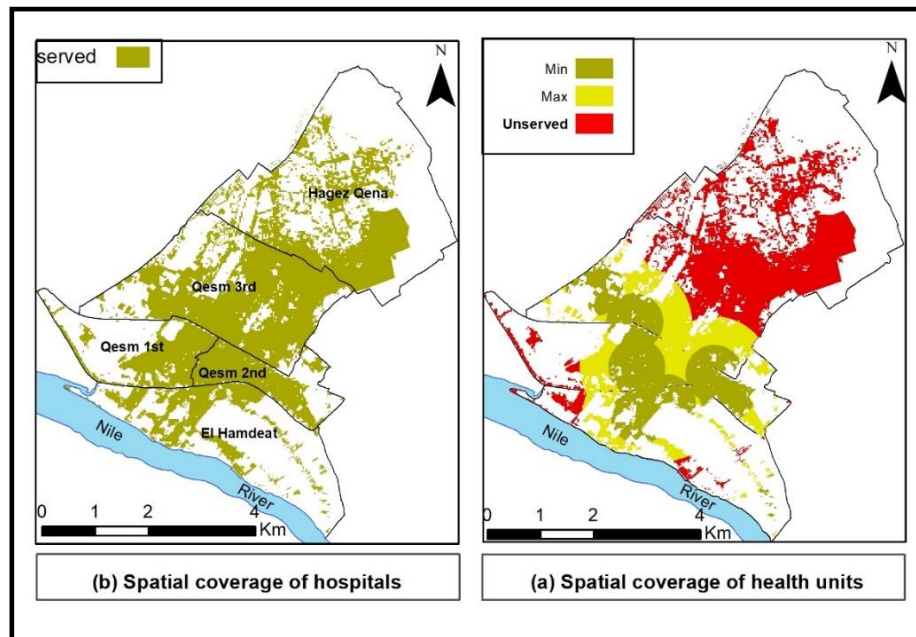 served
N
Hagez Qena
Qesm 3rd
Qesm 1st
Qesm 2nd
El Hamdeat
Nile
River
0 1 2 4
Km
(b) Spatial coverage of hospitals
Min
Max
Unserved
N
Nile
River
0 1 2 4
Km
(a) Spatial coverage of health units